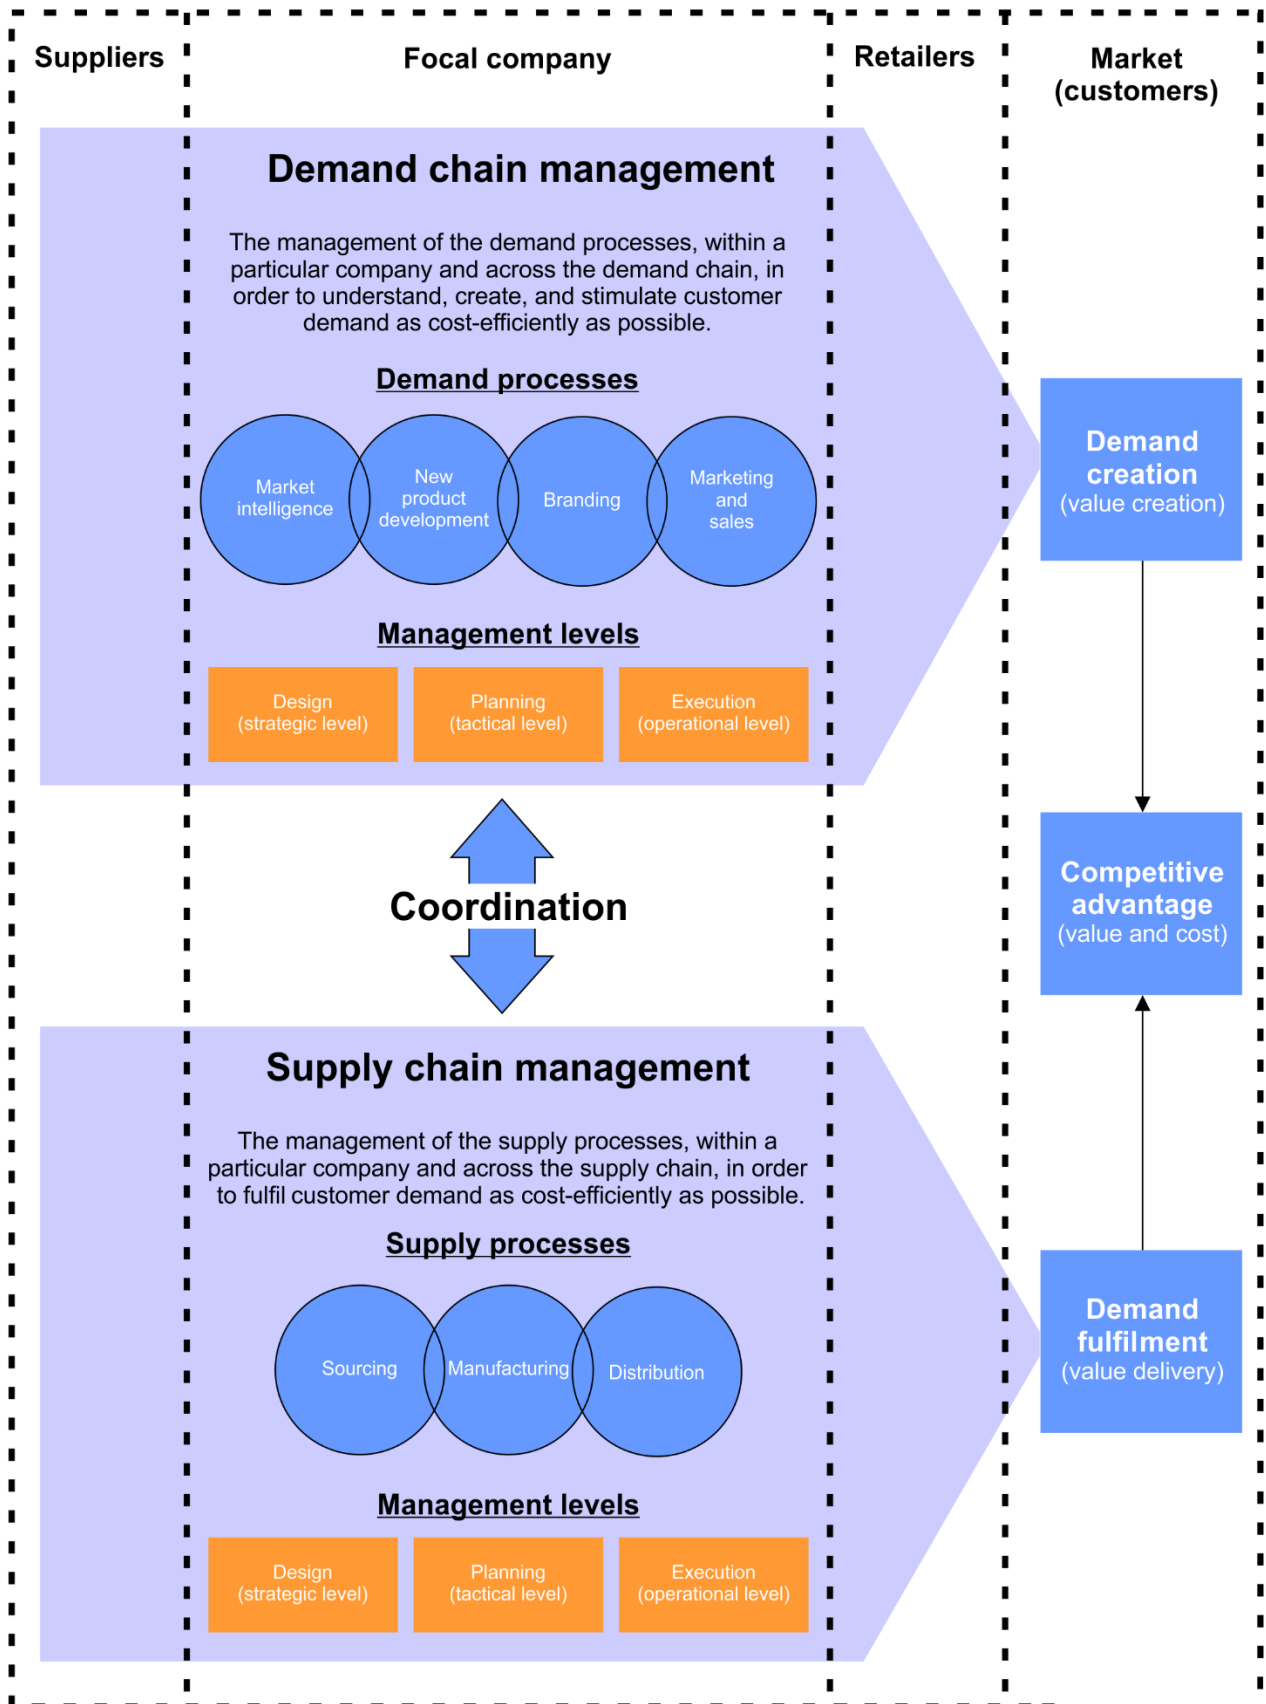 Suppliers
Focal company
Retailers
Market
(customers)
Demand chain management
The management of the demand processes, within a
particular company and across the demand chain, in
order to understand, create, and stimulate customer
demand as cost-efficiently as possible.
Demand processes
Market
intelligence
New
product
development
Branding
Marketing
and
sales
Management levels
Design
(strategic level)
Planning
(tactical level)
Execution
(operational level)
Demand
creation
(value creation)
Coordination
Competitive
advantage
(value and cost)
Supply chain management
The management of the supply processes, within a
particular company and across the supply chain, in order
to fulfil customer demand as cost-efficiently as possible.
Supply processes
Sourcing
Manufacturing
Distribution
Demand
fulfilment
(value delivery)
Management levels
Design
(strategic level)
Planning
(tactical level)
Execution
(operational level)